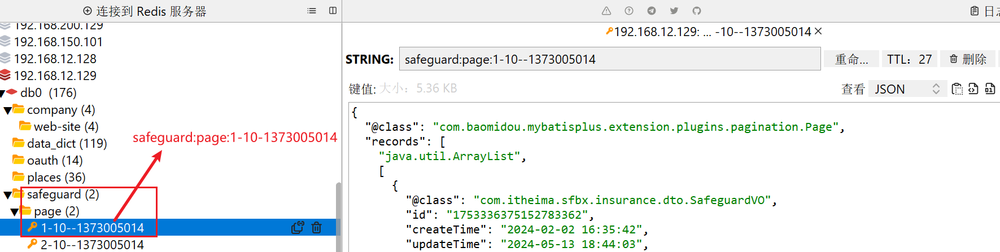 连接到 Redis 服务器
192.168.200.129
192.168.150.101
192.168.12.128
192.168.12.129
db0 (176)
company (4)
web-site (4)
data_dict (119)
oauth (14)
places (36)
safeguard (2)
page (2)
1-10--1373005014
2-10--1373005014
safeguard:page:1-10-1373005014
日志
192.168.12.129: ... -10--1373005014
STRING: safeguard:page:1-10--1373005014 重命... TTL: 27 删除
键值: 大小: 5.36 KB 查看 JSON
{
"@class": "com.baomidou.mybatisplus.extension.plugins.pagination.Page",
"records": [
"java.util.ArrayList",
[
{
"@class": "com.itheima.sfbx.insurance.dto.SafeguardVO",
"id": "1753336375152783362",
"createTime": "2024-02-02 16:35:42",
"updateTime": "2024-05-13 18:44:03",